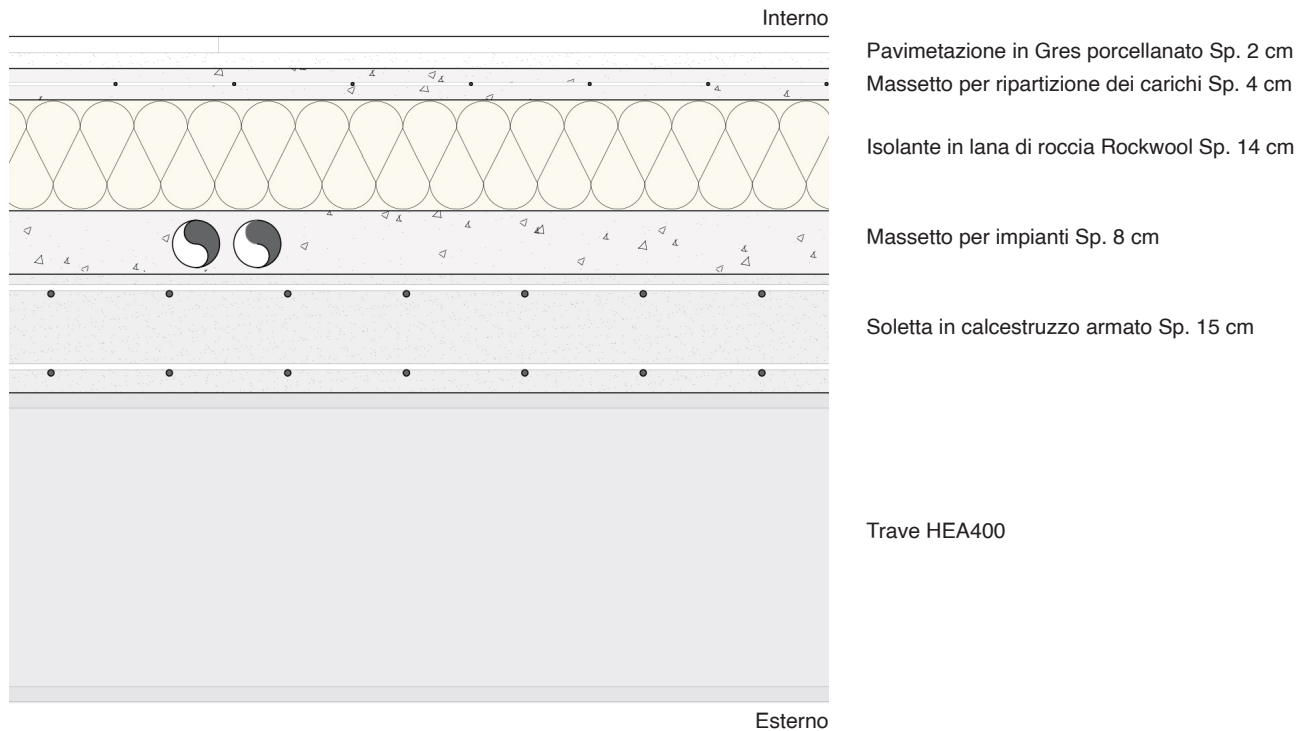 Interno
Pavimetazione in Gres porcellanato Sp. 2 cm
Massetto per ripartizione dei carichi Sp. 4 cm
Isolante in lana di roccia Rockwool Sp. 14 cm
Massetto per impianti Sp. 8 cm
Soletta in calcestruzzo armato Sp. 15 cm
Trave HEA400
Esterno